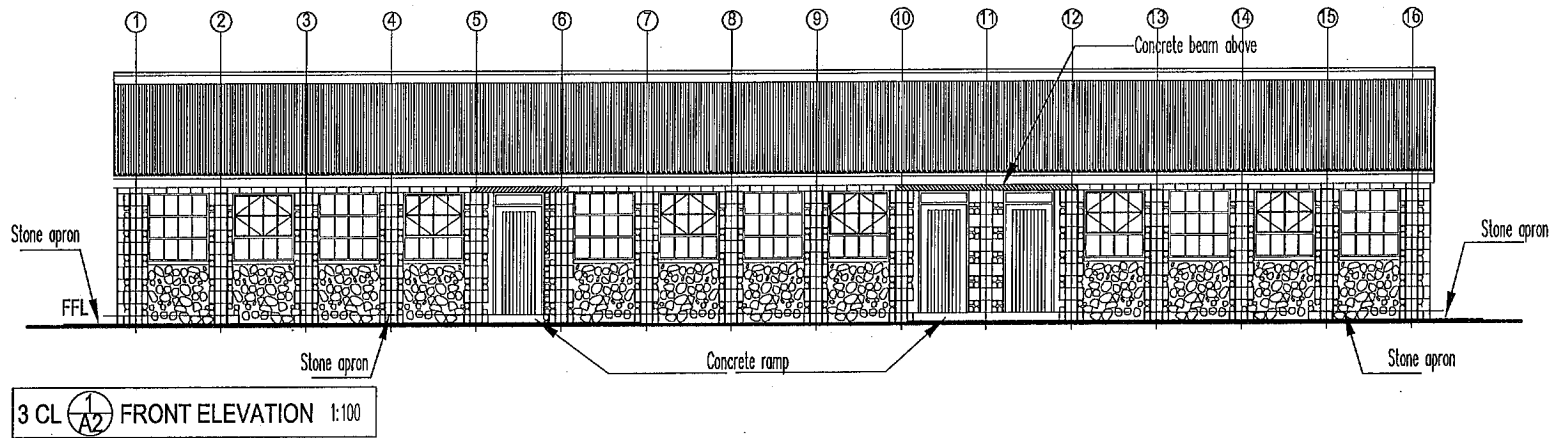 1 2 3 4 5 6 7 8 9 10 11 12 13 14 15 16
Concrete beam above
Stone apron
Stone apron
FFL
Stone apron
Concrete ramp
Stone apron
3 CL 1 A2 FRONT ELEVATION 1:100